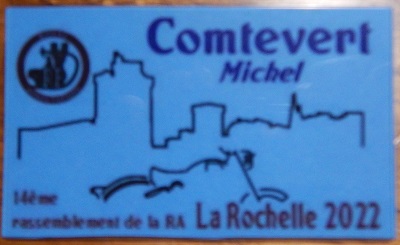 Comtevert
Michel
14ème
rassemblement de la RA La Rochelle 2022